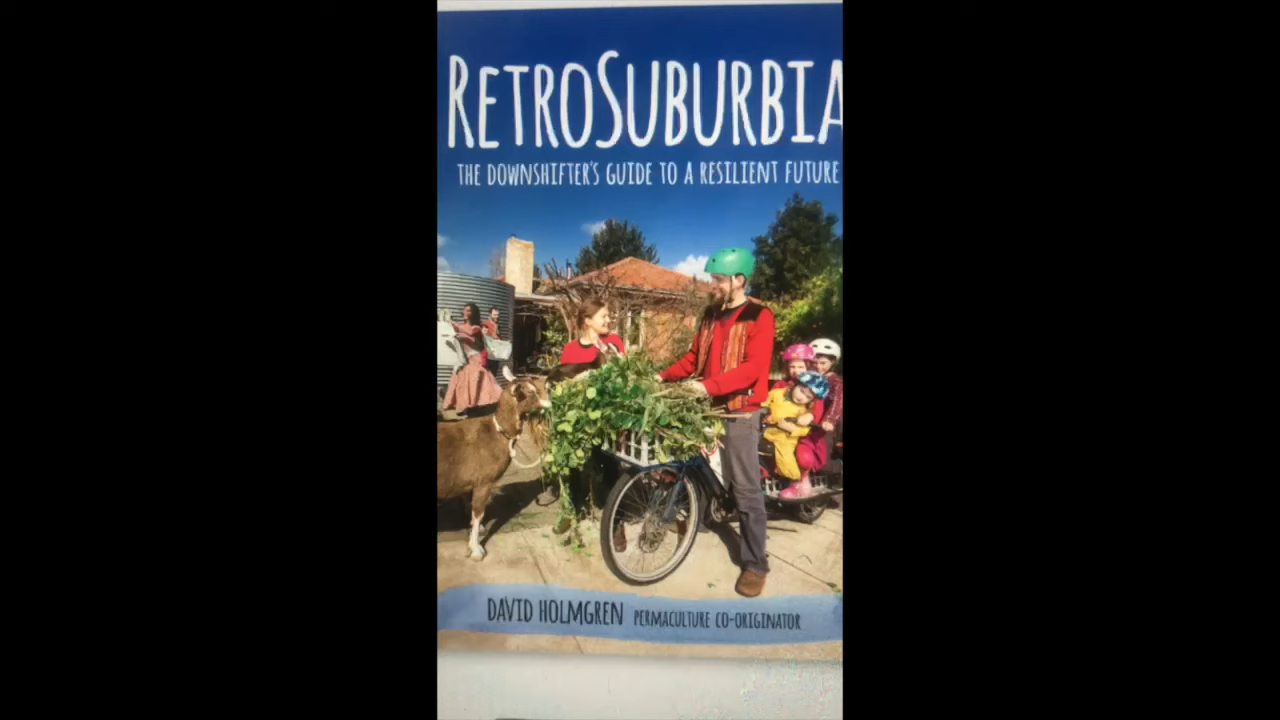 RETROSUBURBIA
THE DOWNSHIFTER'S GUIDE TO A RESILIENT FUTURE
DAVID HOLMGREN PERMACULTURE CO-ORIGINATOR